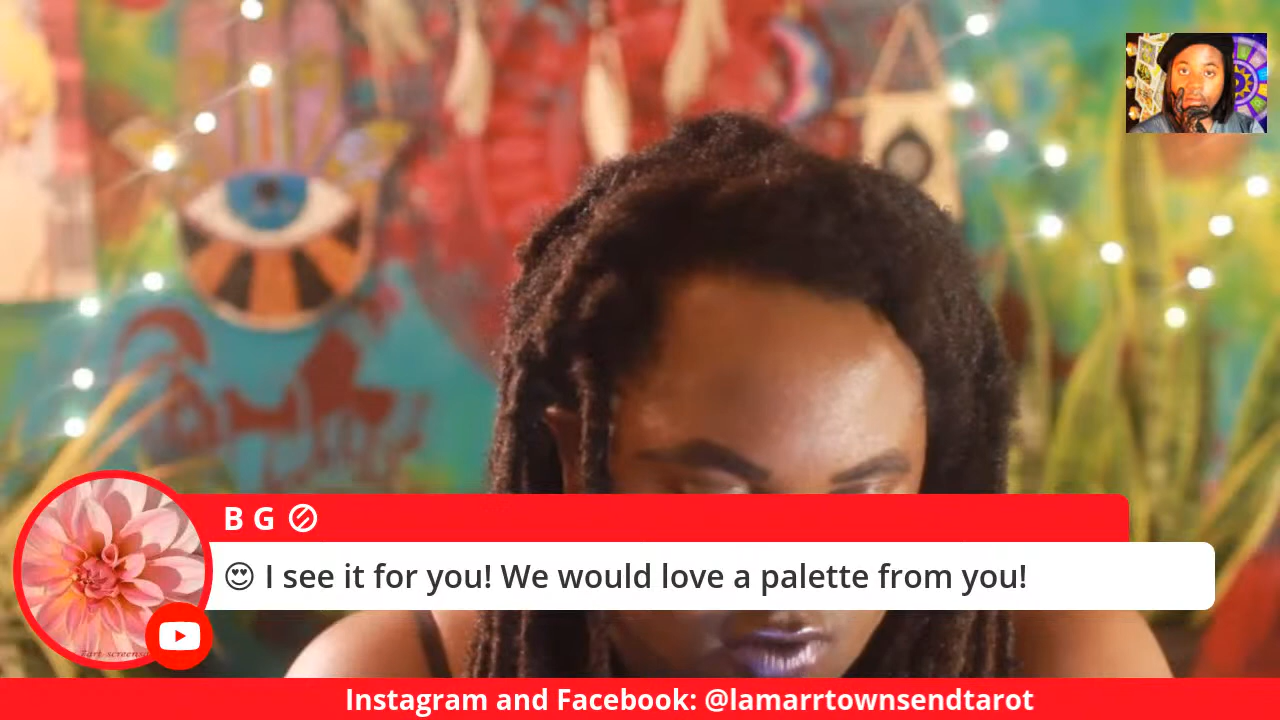 B G
😍 I see it for you! We would love a palette from you!
Instagram and Facebook: @lamarrtownsendtarot